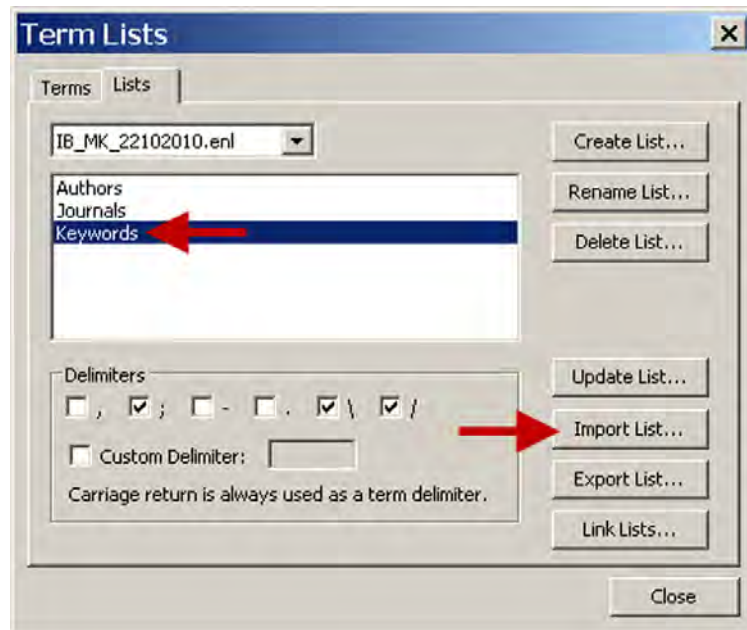 Term Lists
Terms Lists
IB_MK_22102010.enl
Create List...
Authors
Journals
Keywords
Rename List...
Delete List...
Delimiters
, ; - . \ /
Custom Delimiter:
Carriage return is always used as a term delimiter.
Update List...
Import List...
Export List...
Link Lists...
Close